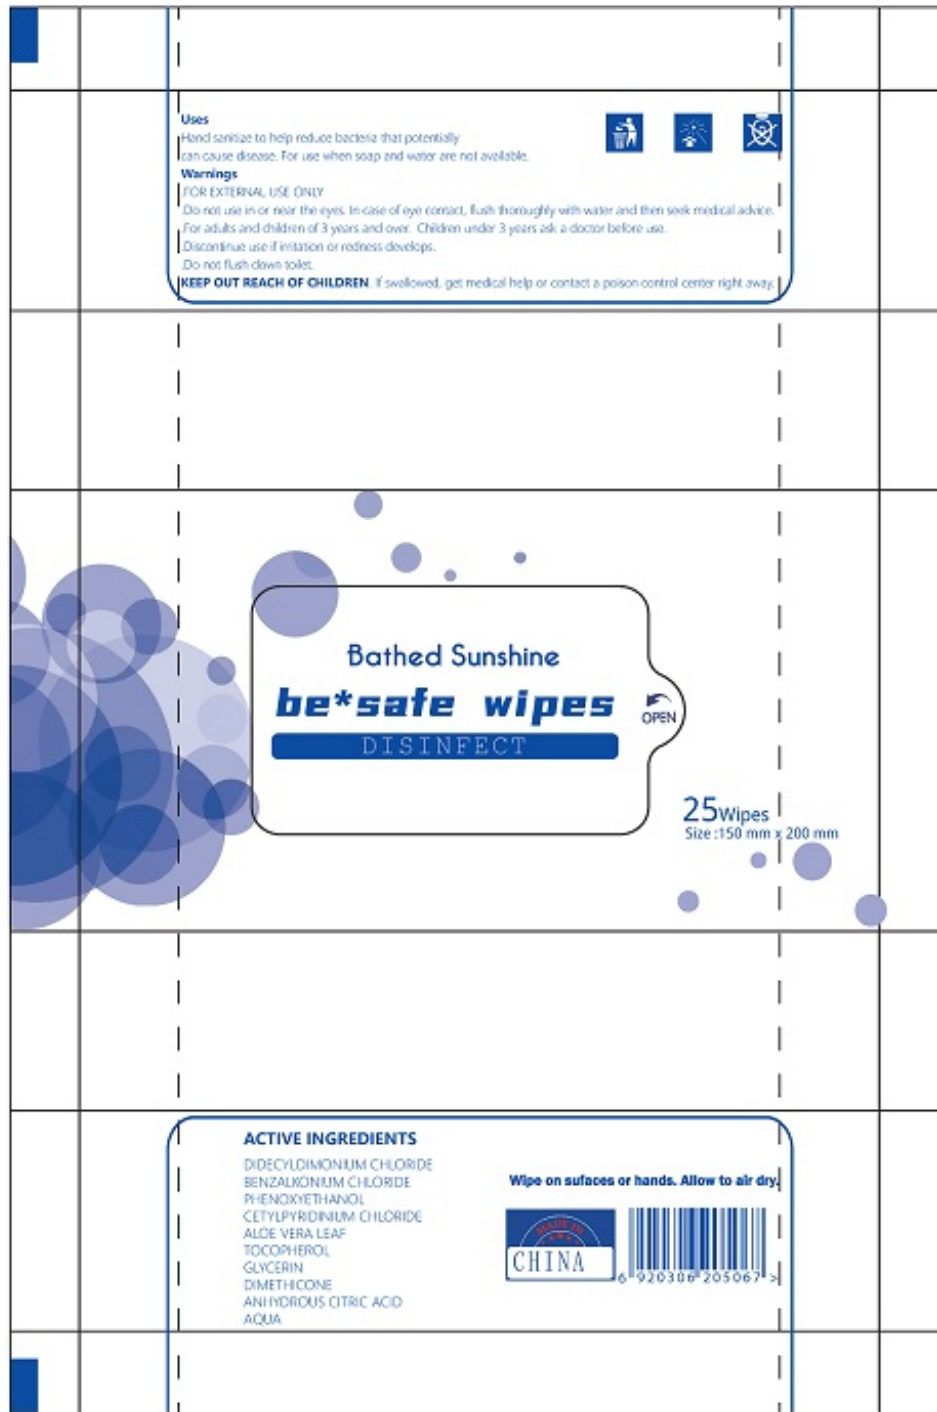 Uses
Hand sanitize to help reduce bacteria that potentially
can cause disease. For use when soap and water are not available.
Warnings
.FOR EXTERNAL USE ONLY
.Do not use in or near the eyes. In case of eye contact, flush thoroughly with water and then seek medical advice.
.For adults and children of 3 years and over. Children under 3 years ask a doctor before use.
.Discontinue use if irritation or redness develops.
.Do not flush down toilet.
KEEP OUT REACH OF CHILDREN. If swallowed, get medical help or contact a poison control center right away.
Bathed Sunshine
be*safe wipes
OPEN
DISINFECT
25Wipes
Size :150 mm x 200 mm
ACTIVE INGREDIENTS
DIDECYLDIMONIUM CHLORIDE
BENZALKONIUM CHLORIDE
PHENOXYETHANOL
CETYLPYRIDINIUM CHLORIDE
ALOE VERA LEAF
TOCOPHEROL
GLYCERIN
DIMETHICONE
ANHYDROUS CITRIC ACID
AQUA
Wipe on sufaces or hands. Allow to air dry.
MADE IN
CHINA
6 920306 205067 >